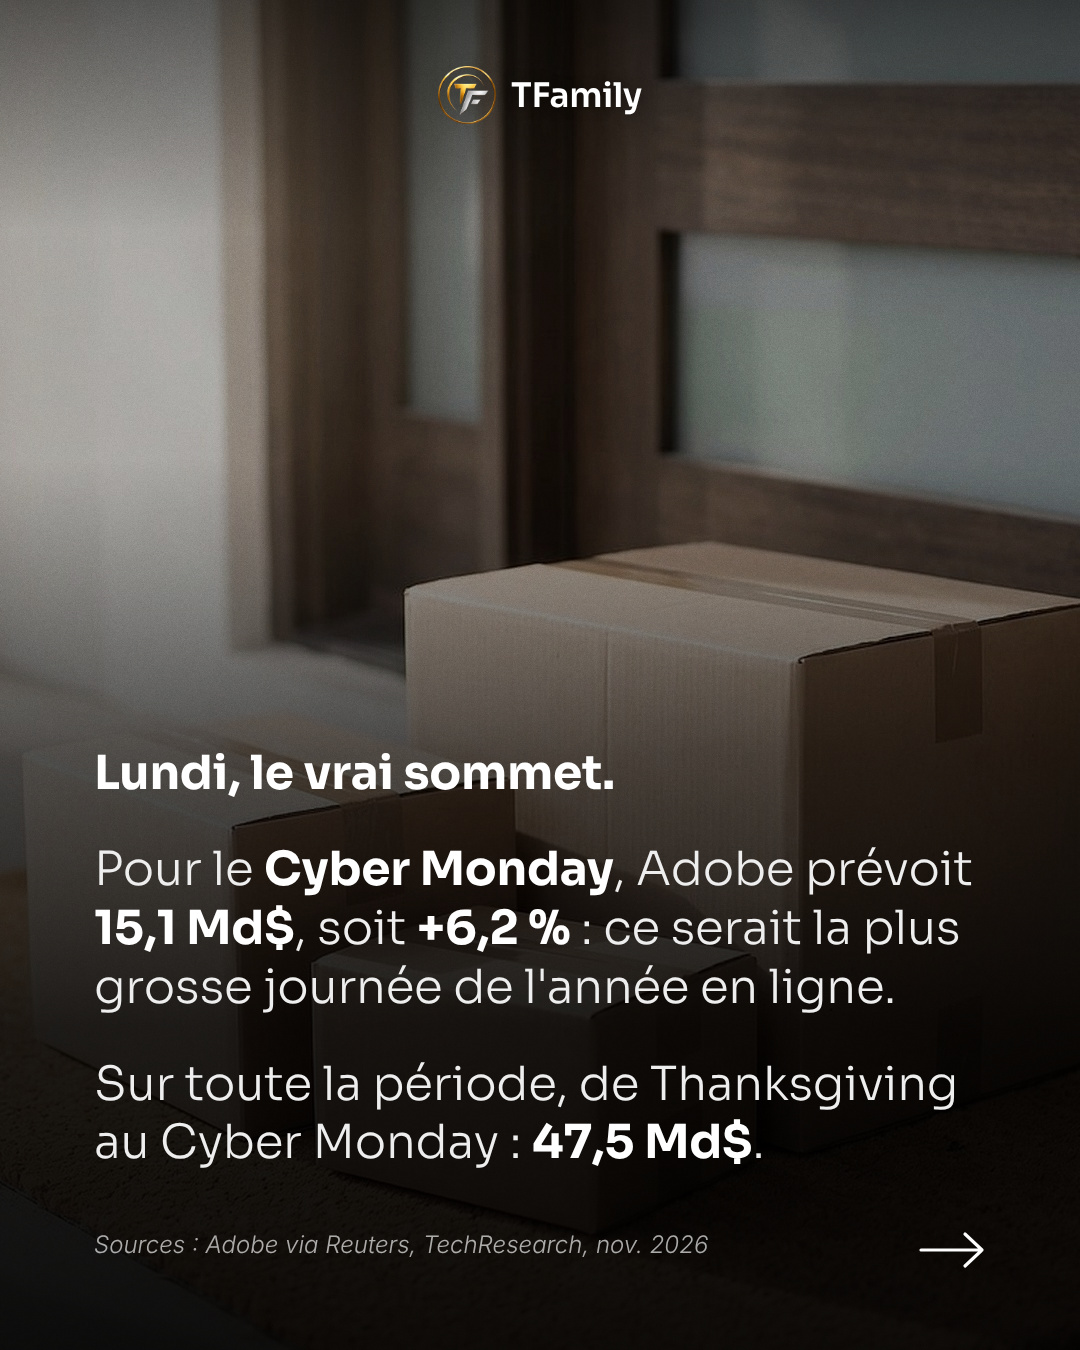 TFamily
Lundi, le vrai sommet.
Pour le Cyber Monday, Adobe prévoit
15,1 Md$, soit +6,2 % : ce serait la plus
grosse journée de l'année en ligne.
Sur toute la période, de Thanksgiving
au Cyber Monday : 47,5 Md$.
Sources : Adobe via Reuters, TechResearch, nov. 2026